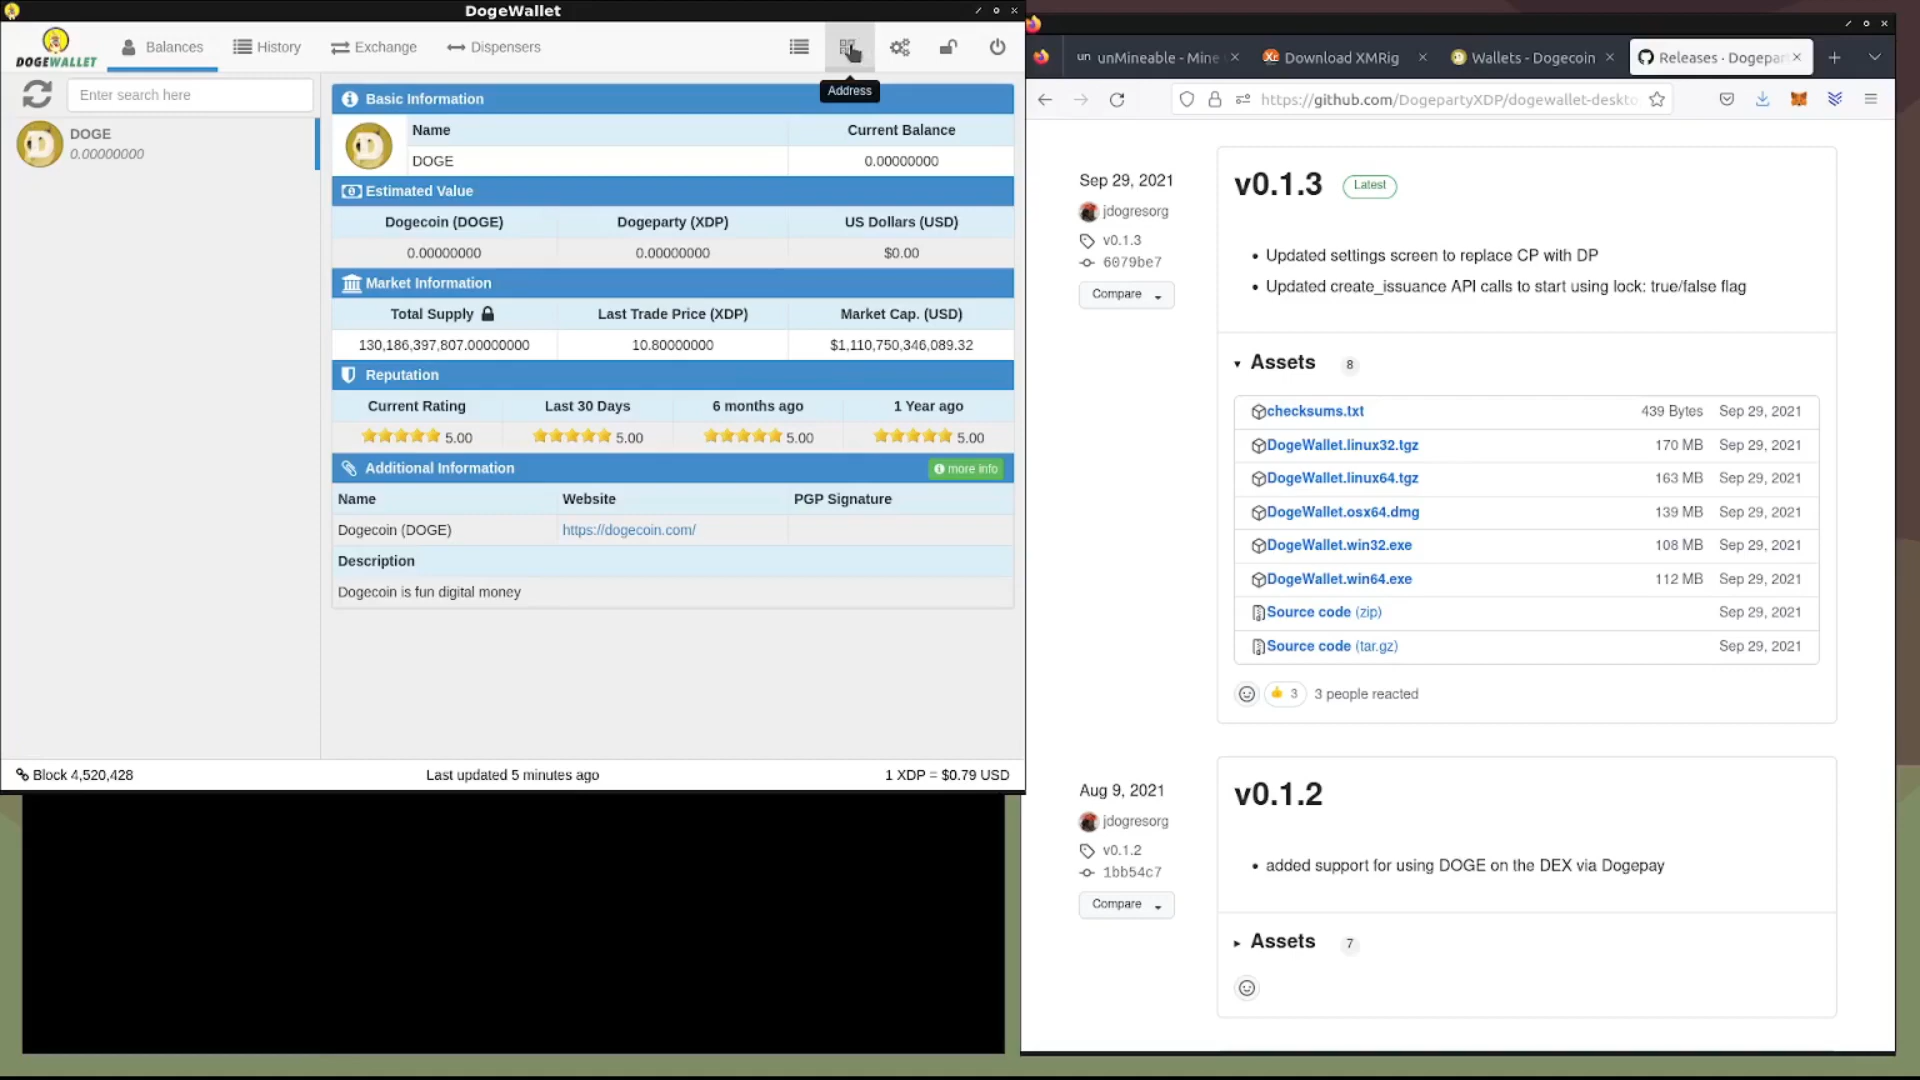 DogeWallet
DOGEWALLET
Balances
History
Exchange
Dispensers
Address
Enter search here
DOGE
0.00000000
Basic Information
Name
Current Balance
DOGE
0.00000000
Estimated Value
Dogecoin (DOGE)
Dogeparty (XDP)
US Dollars (USD)
0.00000000
0.00000000
$0.00
Market Information
Total Supply
Last Trade Price (XDP)
Market Cap. (USD)
130,186,397,807.00000000
10.80000000
$1,110,750,346,089.32
Reputation
Current Rating
Last 30 Days
6 months ago
1 Year ago
5.00
5.00
5.00
5.00
Additional Information
more info
Name
Website
PGP Signature
Dogecoin (DOGE)
https://dogecoin.com/
Description
Dogecoin is fun digital money
Block 4,520,428
Last updated 5 minutes ago
1 XDP = $0.79 USD
un unMineable - Mine
Download XMRig
Wallets - Dogecoin
Releases · Dogepar
https://github.com/DogepartyXDP/dogewallet-deskto
Sep 29, 2021
jdogresorg
v0.1.3
6079be7
Compare
v0.1.3
Latest
• Updated settings screen to replace CP with DP
• Updated create_issuance API calls to start using lock: true/false flag
Assets 8
checksums.txt 439 Bytes Sep 29, 2021
DogeWallet.linux32.tgz 170 MB Sep 29, 2021
DogeWallet.linux64.tgz 163 MB Sep 29, 2021
DogeWallet.osx64.dmg 139 MB Sep 29, 2021
DogeWallet.win32.exe 108 MB Sep 29, 2021
DogeWallet.win64.exe 112 MB Sep 29, 2021
Source code (zip) Sep 29, 2021
Source code (tar.gz) Sep 29, 2021
3 3 people reacted
Aug 9, 2021
jdogresorg
v0.1.2
1bb54c7
Compare
v0.1.2
• added support for using DOGE on the DEX via Dogepay
Assets 7